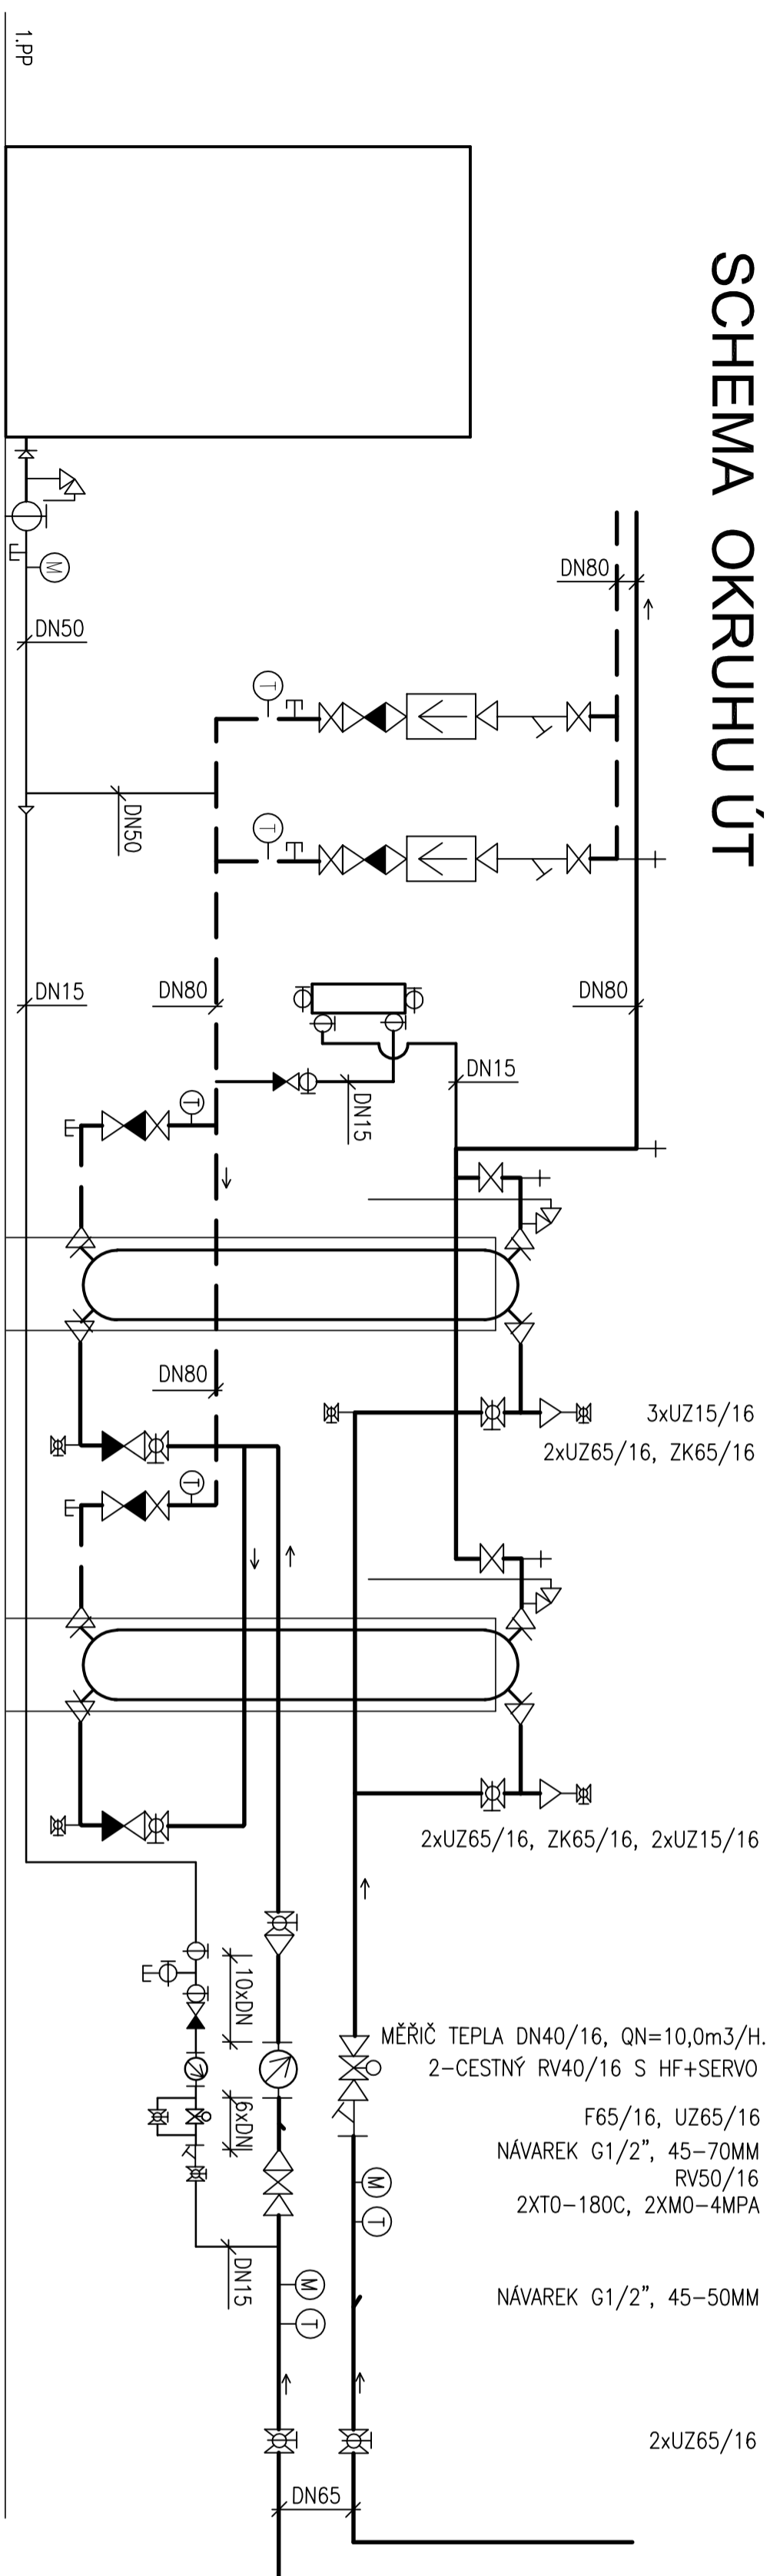 SCHEMA OKRUHU ÚT
1.PP
DN80
DN50
M
T
DN50
T
DN15
DN80
DN80
DN15
DN15
T
DN80
3xUZ15/16
2xUZ65/16, ZK65/16
T
2xUZ65/16, ZK65/16, 2xUZ15/16
10xDN
MĚŘIČ TEPLA DN40/16, QN=10,0m3/H.
2-CESTNÝ RV40/16 S HF+SERVO
6xDN
F65/16, UZ65/16
NÁVAREK G1/2", 45-70MM
RV50/16
2XTO-180C, 2XMO-4MPA
M
T
DN15
M
T
NÁVAREK G1/2", 45-50MM
2xUZ65/16
DN65